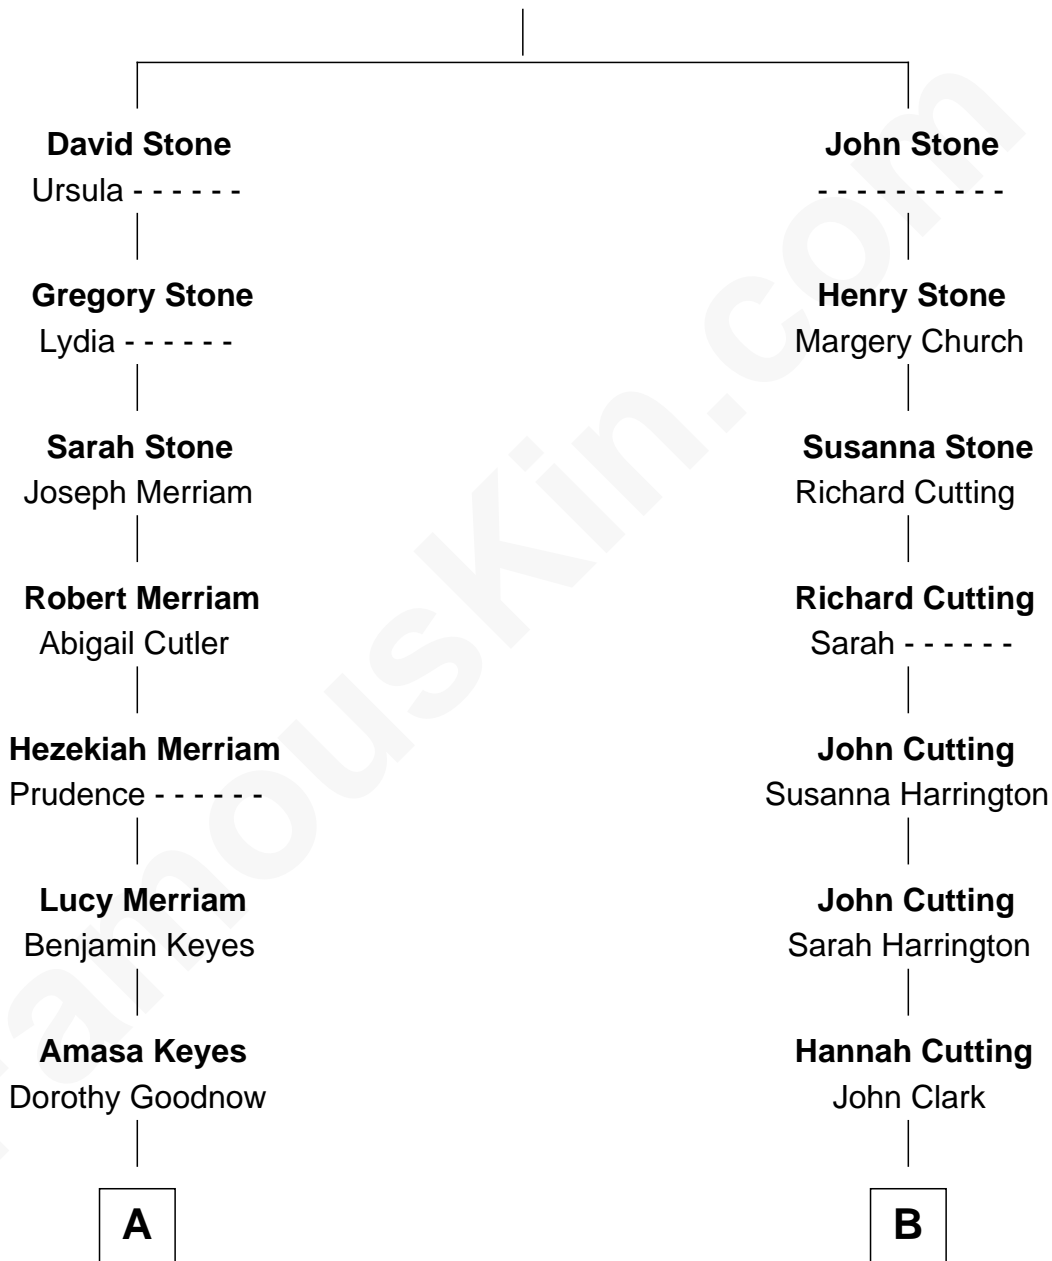 David Stone
Ursula - - - - - -
John Stone
- - - - - - - - - -
Gregory Stone
Lydia - - - - - -
Henry Stone
Margery Church
Sarah Stone
Joseph Merriam
Susanna Stone
Richard Cutting
Robert Merriam
Abigail Cutler
Richard Cutting
Sarah - - - - - -
Hezekiah Merriam
Prudence - - - - - -
John Cutting
Susanna Harrington
Lucy Merriam
Benjamin Keyes
John Cutting
Sarah Harrington
Amasa Keyes
Dorothy Goodnow
Hannah Cutting
John Clark
A
B
FamousKin.com